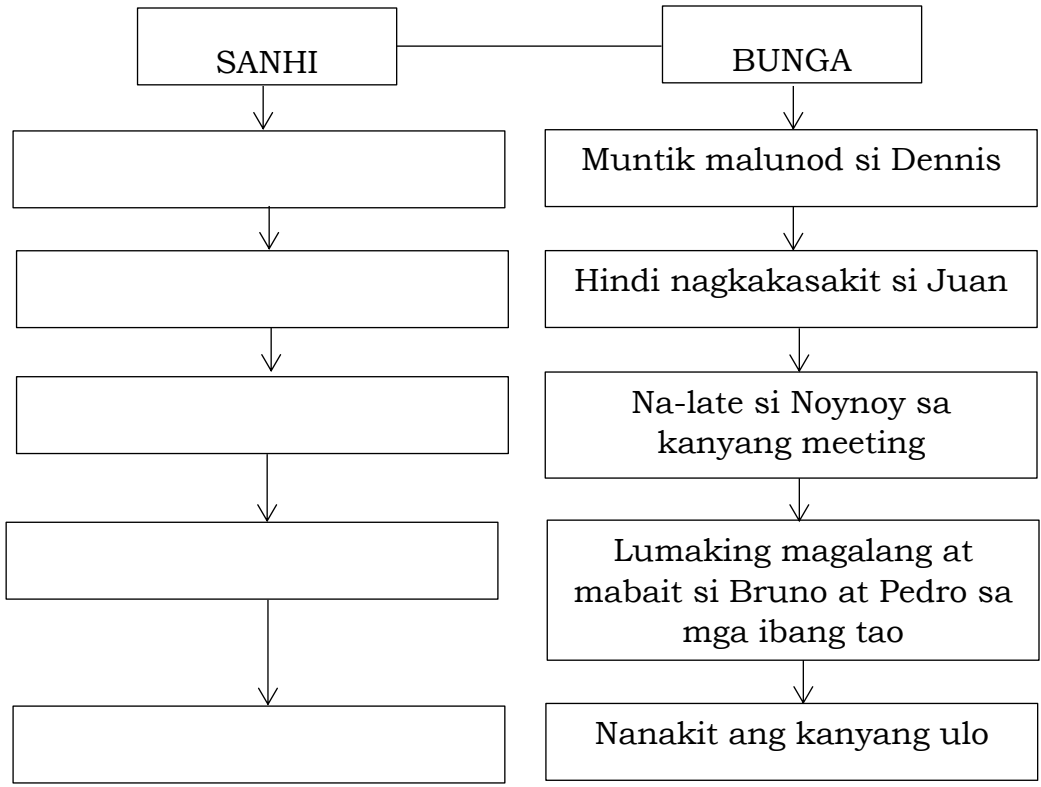 SANHI
BUNGA
Muntik malunod si Dennis
Hindi nagkakasakit si Juan
Na-late si Noynoy sa
kanyang meeting
Lumaking magalang at
mabait si Bruno at Pedro sa
mga ibang tao
Nanakit ang kanyang ulo